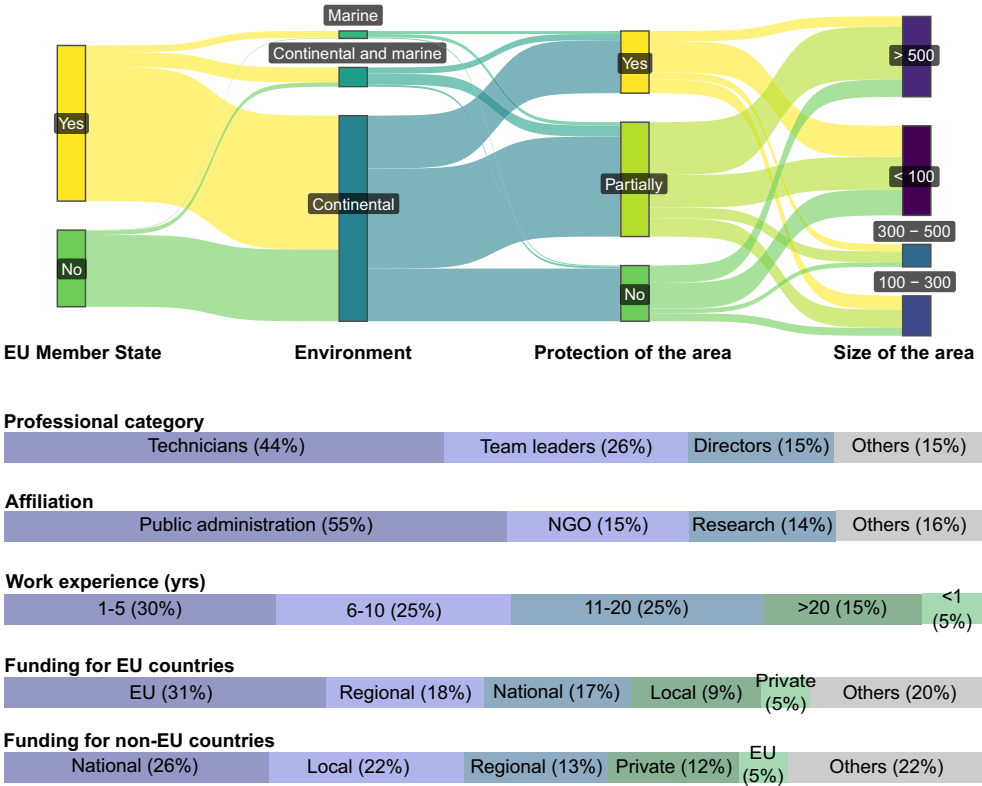 Marine
Continental and marine
Yes
> 500
Yes
< 100
Partially
Continental
300 − 500
No
100 − 300
No
EU Member State
Environment
Protection of the area
Size of the area
Professional category
Technicians (44%)
Team leaders (26%)
Directors (15%)
Others (15%)
Affiliation
Public administration (55%)
NGO (15%)
Research (14%)
Others (16%)
Work experience (yrs)
1-5 (30%)
6-10 (25%)
11-20 (25%)
>20 (15%)
<1
(5%)
Funding for EU countries
EU (31%)
Regional (18%)
National (17%)
Local (9%)
Private
(5%)
Others (20%)
Funding for non-EU countries
National (26%)
Local (22%)
Regional (13%)
Private (12%)
EU
(5%)
Others (22%)